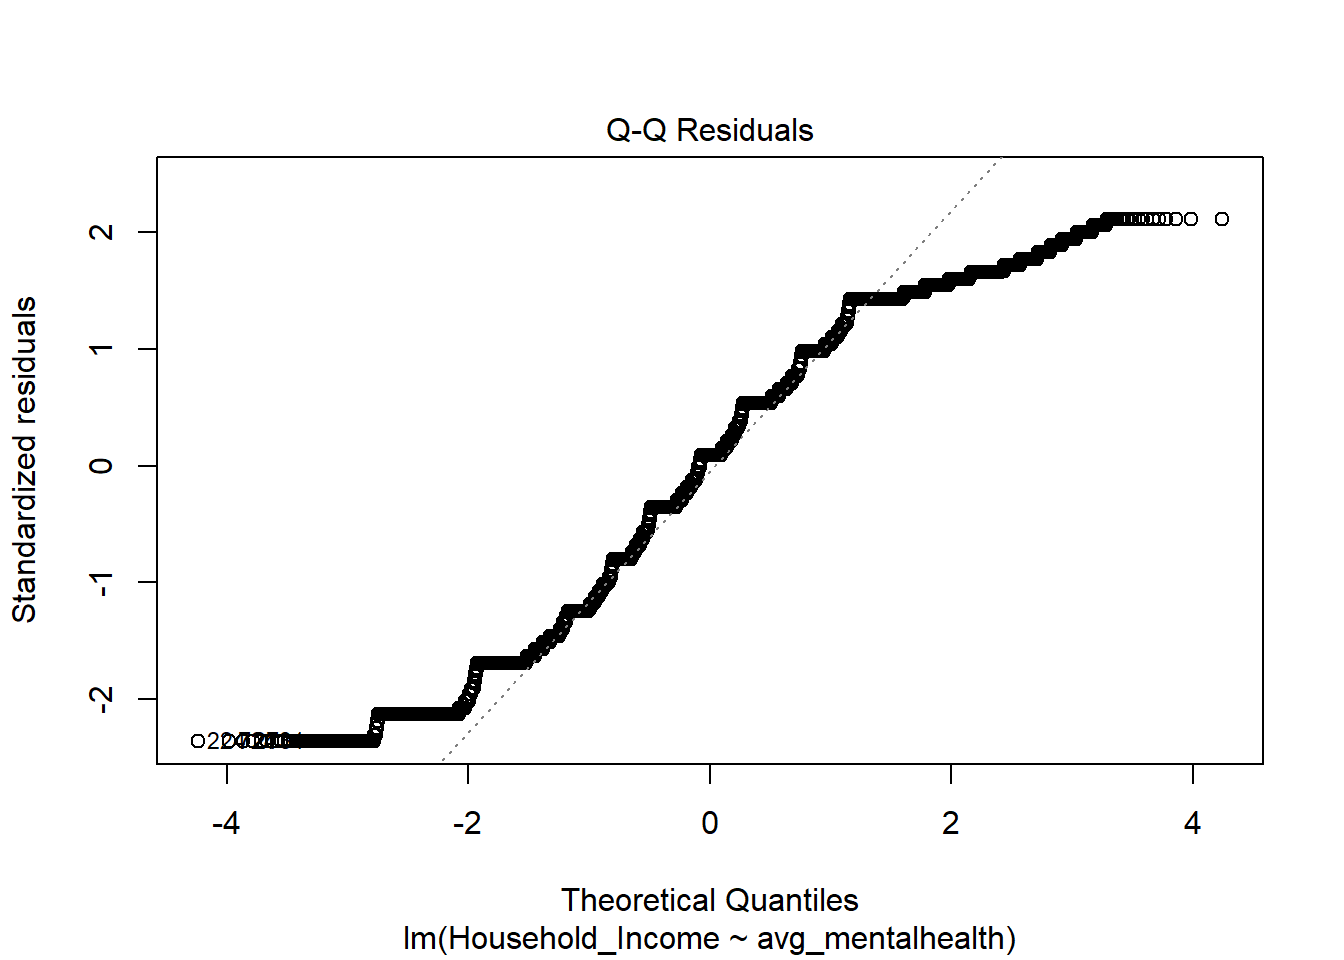 Q-Q Residuals
Standardized residuals
2
1
0
-1
-2
-4
-2
0
2
4
Theoretical Quantiles
lm(Household_Income ~ avg_mentalhealth)